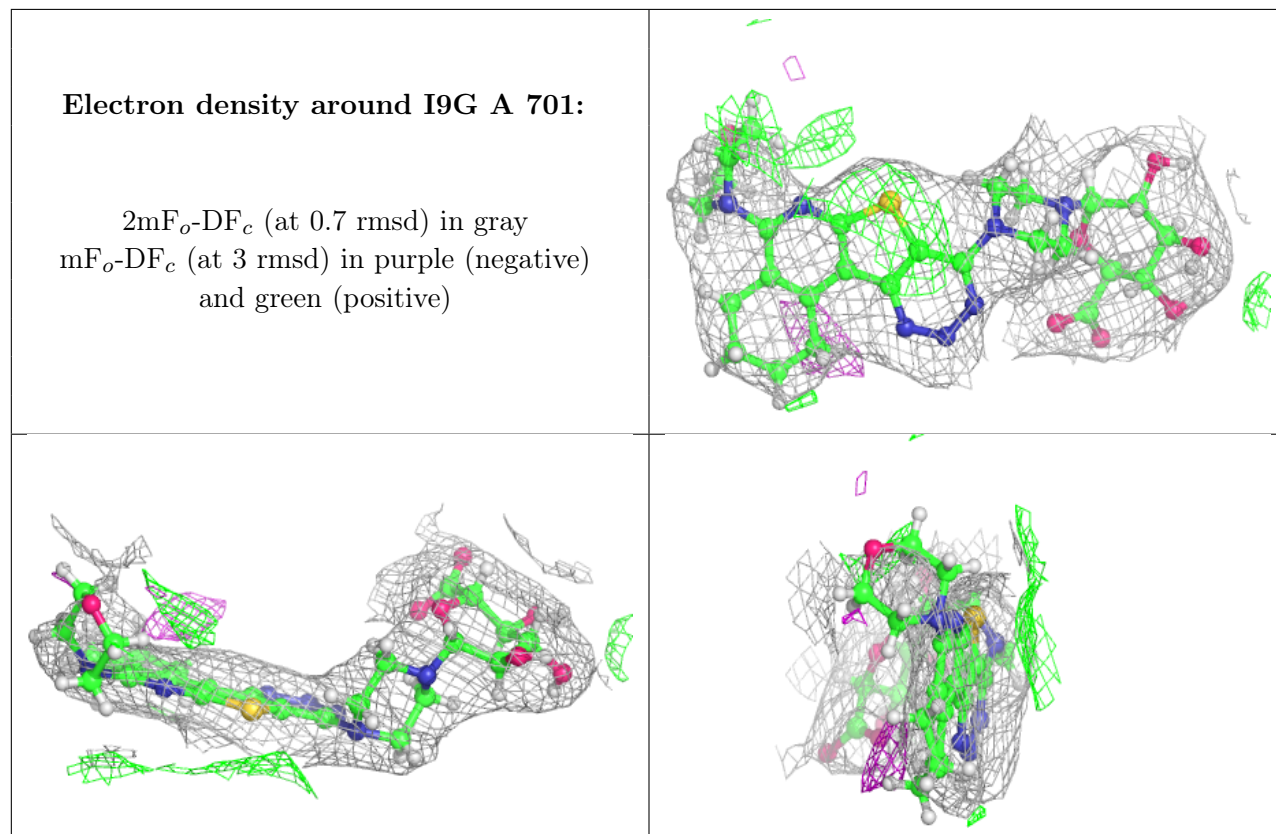 Electron density around I9G A 701:
2mFₒ-DF𝒸 (at 0.7 rmsd) in gray
mFₒ-DF𝒸 (at 3 rmsd) in purple (negative)
and green (positive)